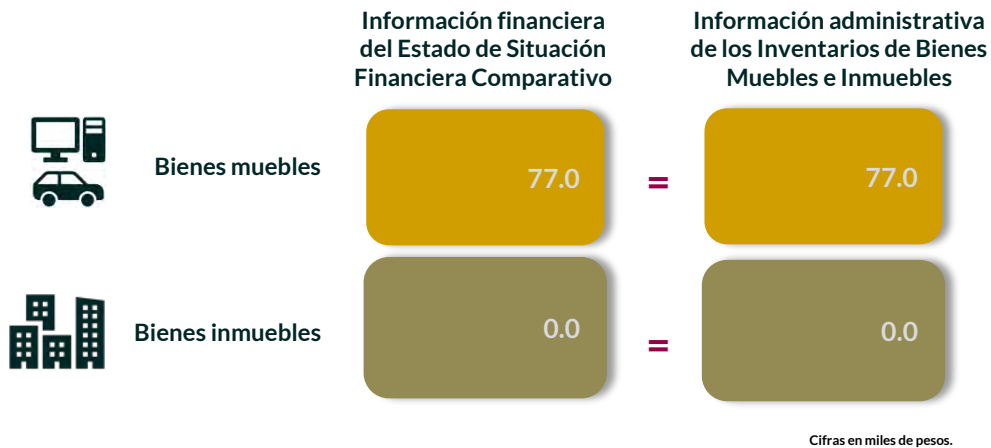 Información financiera
del Estado de Situación
Financiera Comparativo
Información administrativa
de los Inventarios de Bienes
Muebles e Inmuebles
Bienes muebles
77.0
=
77.0
Bienes inmuebles
0.0
=
0.0
Cifras en miles de pesos.